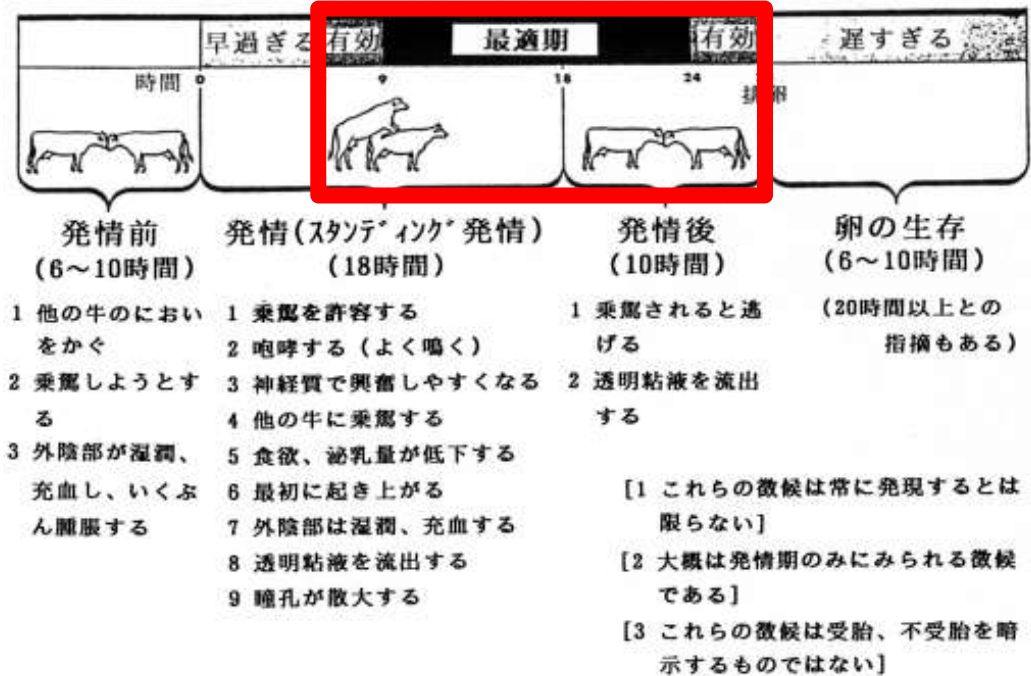 早過ぎる 有効 最適期 有効 遅すぎる
時間 0 9 18 24
排卵
発情前
(6～10時間)
1 他の牛のにおい
をかぐ
2 乗駕しようとす
る
3 外陰部が湿潤、
充血し、いくぶ
ん腫脹する
発情(スタンディング発情)
(18時間)
1 乗駕を許容する
2 咆哮する(よく鳴く)
3 神経質で興奮しやすくなる
4 他の牛に乗駕する
5 食欲、泌乳量が低下する
6 最初に起き上がる
7 外陰部は湿潤、充血する
8 透明粘液を流出する
9 瞳孔が散大する
発情後
(10時間)
1 乗駕されると逃
げる
2 透明粘液を流出
する
卵の生存
(6～10時間)
(20時間以上との
指摘もある)
[1 これらの徴候は常に発現するとは
限らない]
[2 大概は発情期のみにみられる徴候
である]
[3 これらの徴候は受胎、不受胎を暗
示するものではない]